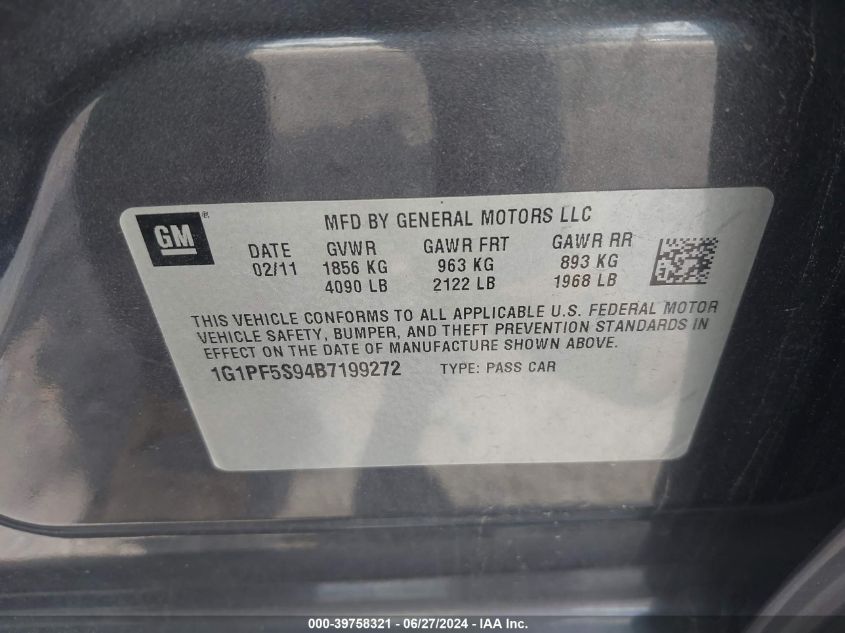 GM®
MFD BY GENERAL MOTORS LLC
DATE GVWR GAWR FRT GAWR RR
02/11 1856 KG 963 KG 893 KG
4090 LB 2122 LB 1968 LB
THIS VEHICLE CONFORMS TO ALL APPLICABLE U.S. FEDERAL MOTOR
VEHICLE SAFETY, BUMPER, AND THEFT PREVENTION STANDARDS IN
EFFECT ON THE DATE OF MANUFACTURE SHOWN ABOVE.
1G1PF5S94B7199272 TYPE: PASS CAR
000-39758321 - 06/27/2024 - IAA Inc.